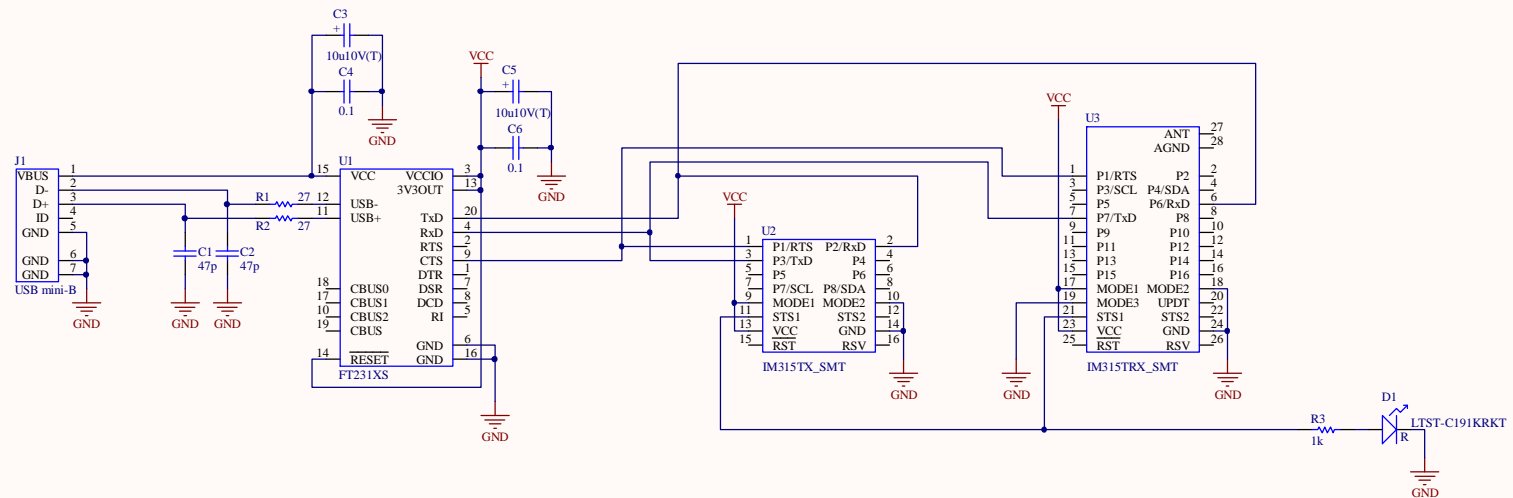 C3
+
10u10V(T)
C4
0.1
GND
VCC
C5
+
10u10V(T)
C6
0.1
GND
J1
VBUS 1
D- 2
D+ 3
ID 4
GND 5
GND 6
GND 7
USB mini-B
GND
R1 27
R2 27
C1
47p
C2
47p
GND
GND
U1
15 VCC VCCIO 3
3V3OUT 13
12 USB-
11 USB+ TxD 20
RxD 4
RTS 2
CTS 9
DTR 1
18 CBUS0 DSR 7
17 CBUS1 DCD 8
10 CBUS2 RI 5
19 CBUS
GND 6
14 RESET GND 16
FT231XS
GND
VCC
U2
1 P1/RTS P2/RxD 2
3 P3/TxD P4 4
5 P5 P6 6
7 P7/SCL P8/SDA 8
9 MODE1 MODE2 10
11 STS1 STS2 12
13 VCC GND 14
15 RST RSV 16
IM315TX_SMT
GND
VCC
U3
ANT 27
AGND 28
1 P1/RTS P2 2
3 P3/SCL P4/SDA 4
5 P5 P6/RxD 6
7 P7/TxD P8 8
9 P9 P10 10
11 P11 P12 12
13 P13 P14 14
15 P15 P16 16
17 MODE1 MODE2 18
19 MODE3 UPDT 20
21 STS1 STS2 22
23 VCC GND 24
25 RST RSV 26
IM315TRX_SMT
GND
GND
R3
1k
D1
LTST-C191KRKT
R
GND